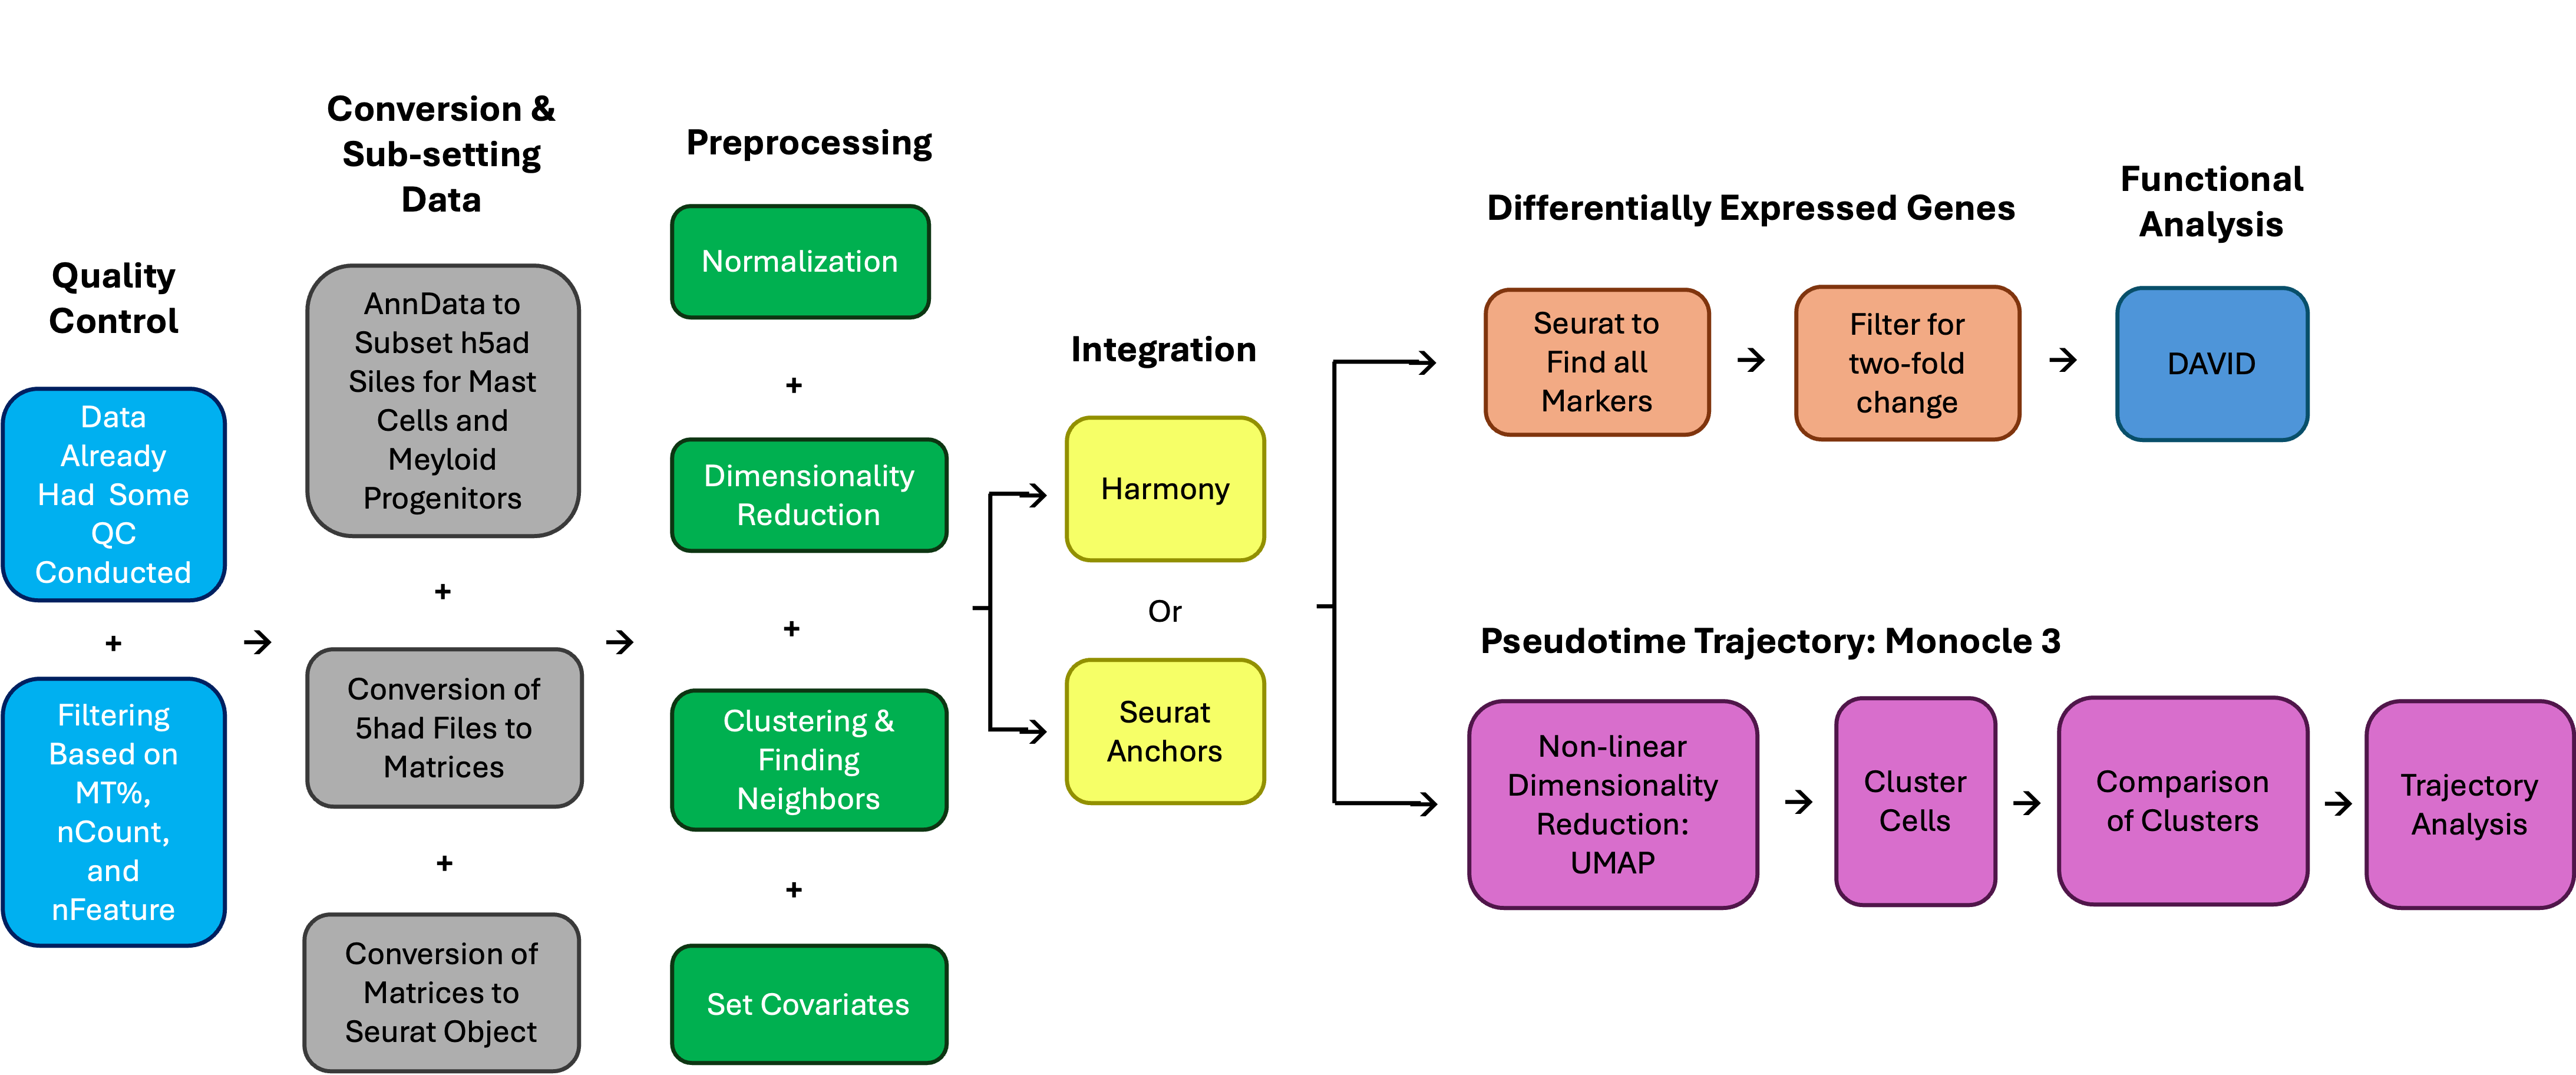 Quality
Control
Data
Already
Had  Some
QC
Conducted
+
Filtering
Based on
MT%,
nCount,
and
nFeature
→
Conversion &
Sub-setting
Data
AnnData to
Subset h5ad
Siles for Mast
Cells and
Meyloid
Progenitors
+
Conversion of
5had Files to
Matrices
+
Conversion of
Matrices to
Seurat Object
→
Preprocessing
Normalization
+
Dimensionality
Reduction
+
Clustering &
Finding
Neighbors
+
Set Covariates
Integration
Harmony
Or
Seurat
Anchors
Differentially Expressed Genes
Seurat to
Find all
Markers
→
Filter for
two-fold
change
→
Functional
Analysis
DAVID
Pseudotime Trajectory: Monocle 3
Non-linear
Dimensionality
Reduction:
UMAP
→
Cluster
Cells
→
Comparison
of Clusters
→
Trajectory
Analysis